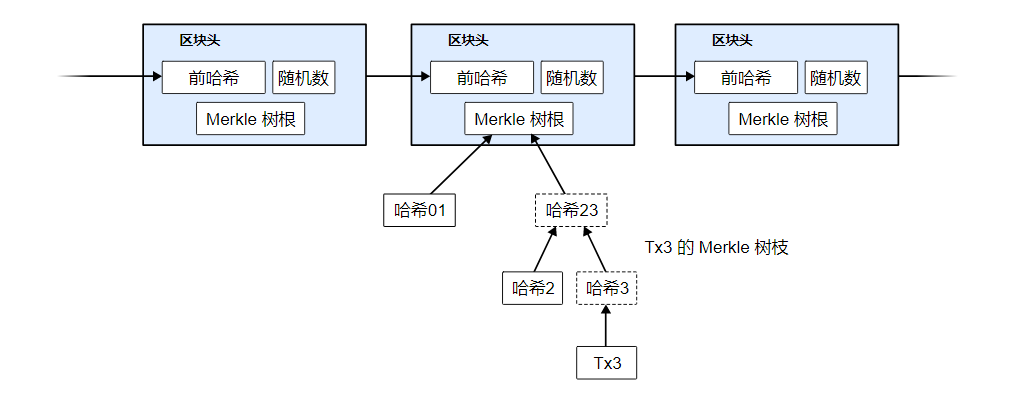 区块头 区块头 区块头
前哈希 随机数 前哈希 随机数 前哈希 随机数
Merkle 树根 Merkle 树根 Merkle 树根
哈希01 哈希23
Tx3 的 Merkle 树枝
哈希2 哈希3
Tx3